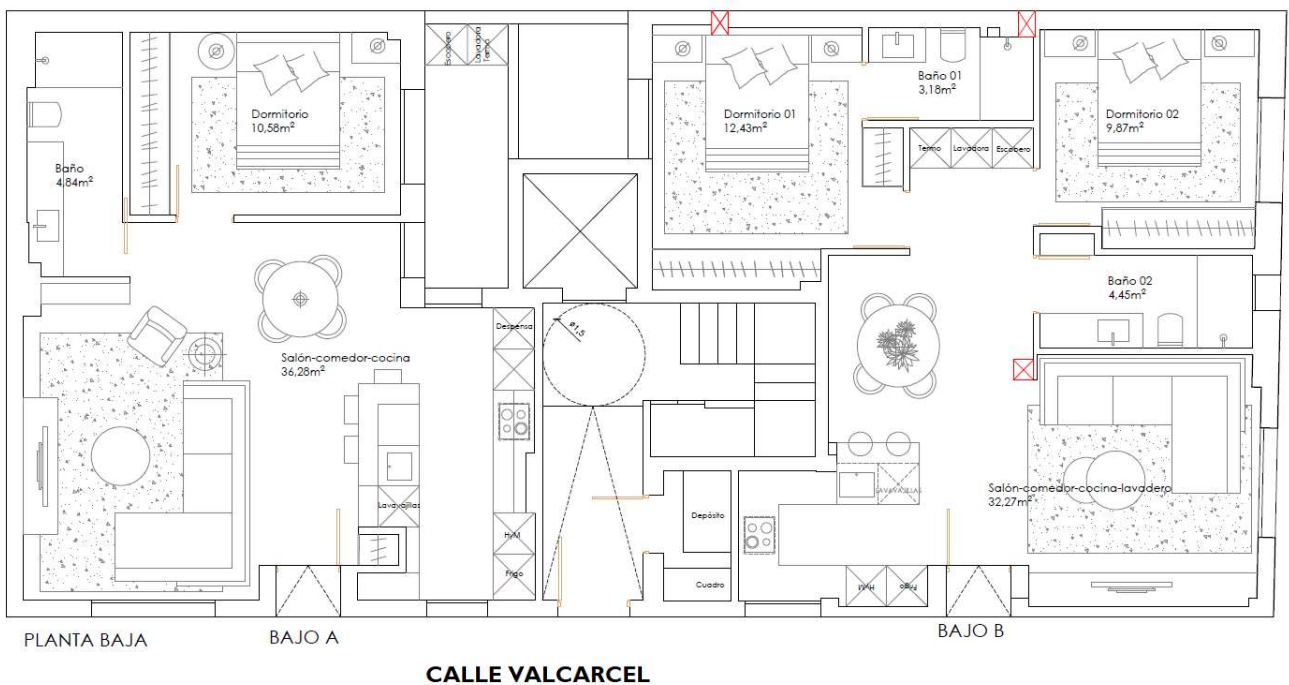 Escobero
Lavadora
Termo
Dormitorio
10,58m²
Baño
4,84m²
Dormitorio 01
12,43m²
Baño 01
3,18m²
Dormitorio 02
9,87m²
Termo
Lavadora
Escobero
Baño 02
4,45m²
Despensa
ø1,5
Salón-comedor-cocina
36,28m²
Lavavajillas
H/M
Frigo
Depósito
Cuadro
LAVAVAJILLAS
Salón-comedor-cocina-lavadero
32,27m²
H/M
Frigo
PLANTA BAJA
BAJO A
BAJO B
CALLE VALCARCEL